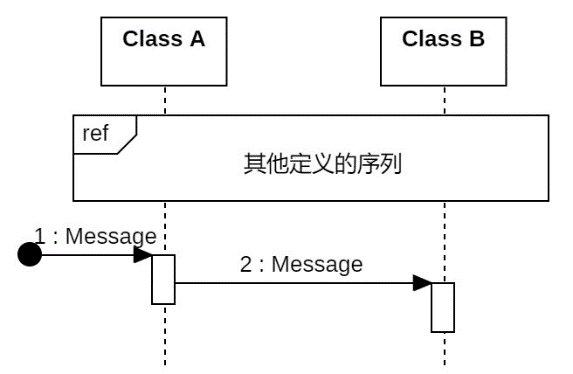 Class A
Class B
ref
其他定义的序列
1 : Message
2 : Message